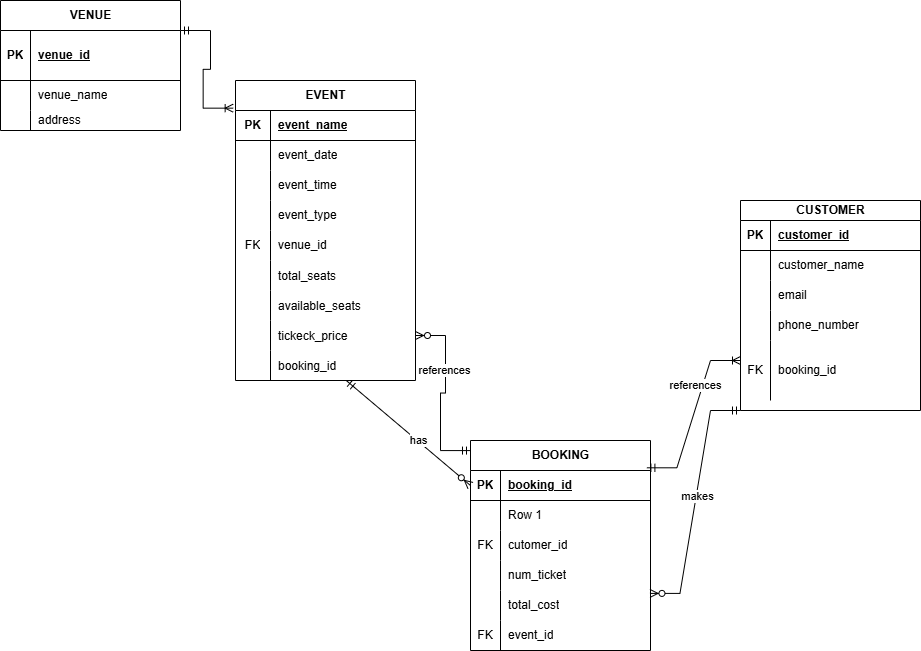 VENUE
PK venue_id
venue_name
address
EVENT
PK event_name
event_date
event_time
event_type
FK venue_id
total_seats
available_seats
tickeck_price
booking_id
CUSTOMER
PK customer_id
customer_name
email
phone_number
FK booking_id
references
references
has
makes
BOOKING
PK booking_id
Row 1
FK cutomer_id
num_ticket
total_cost
FK event_id